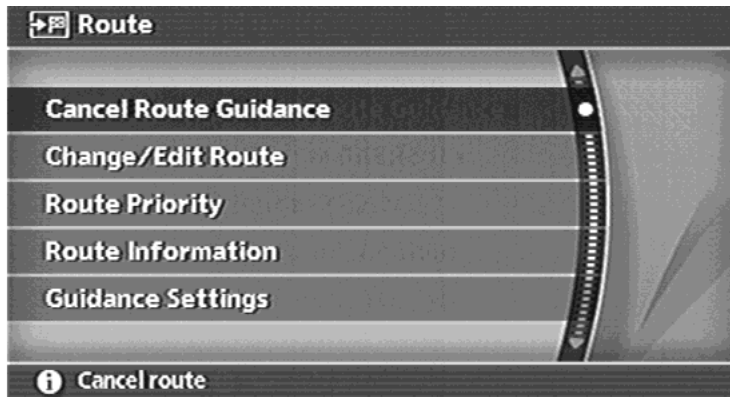 Route
Cancel Route Guidance
Change/Edit Route
Route Priority
Route Information
Guidance Settings
Cancel route